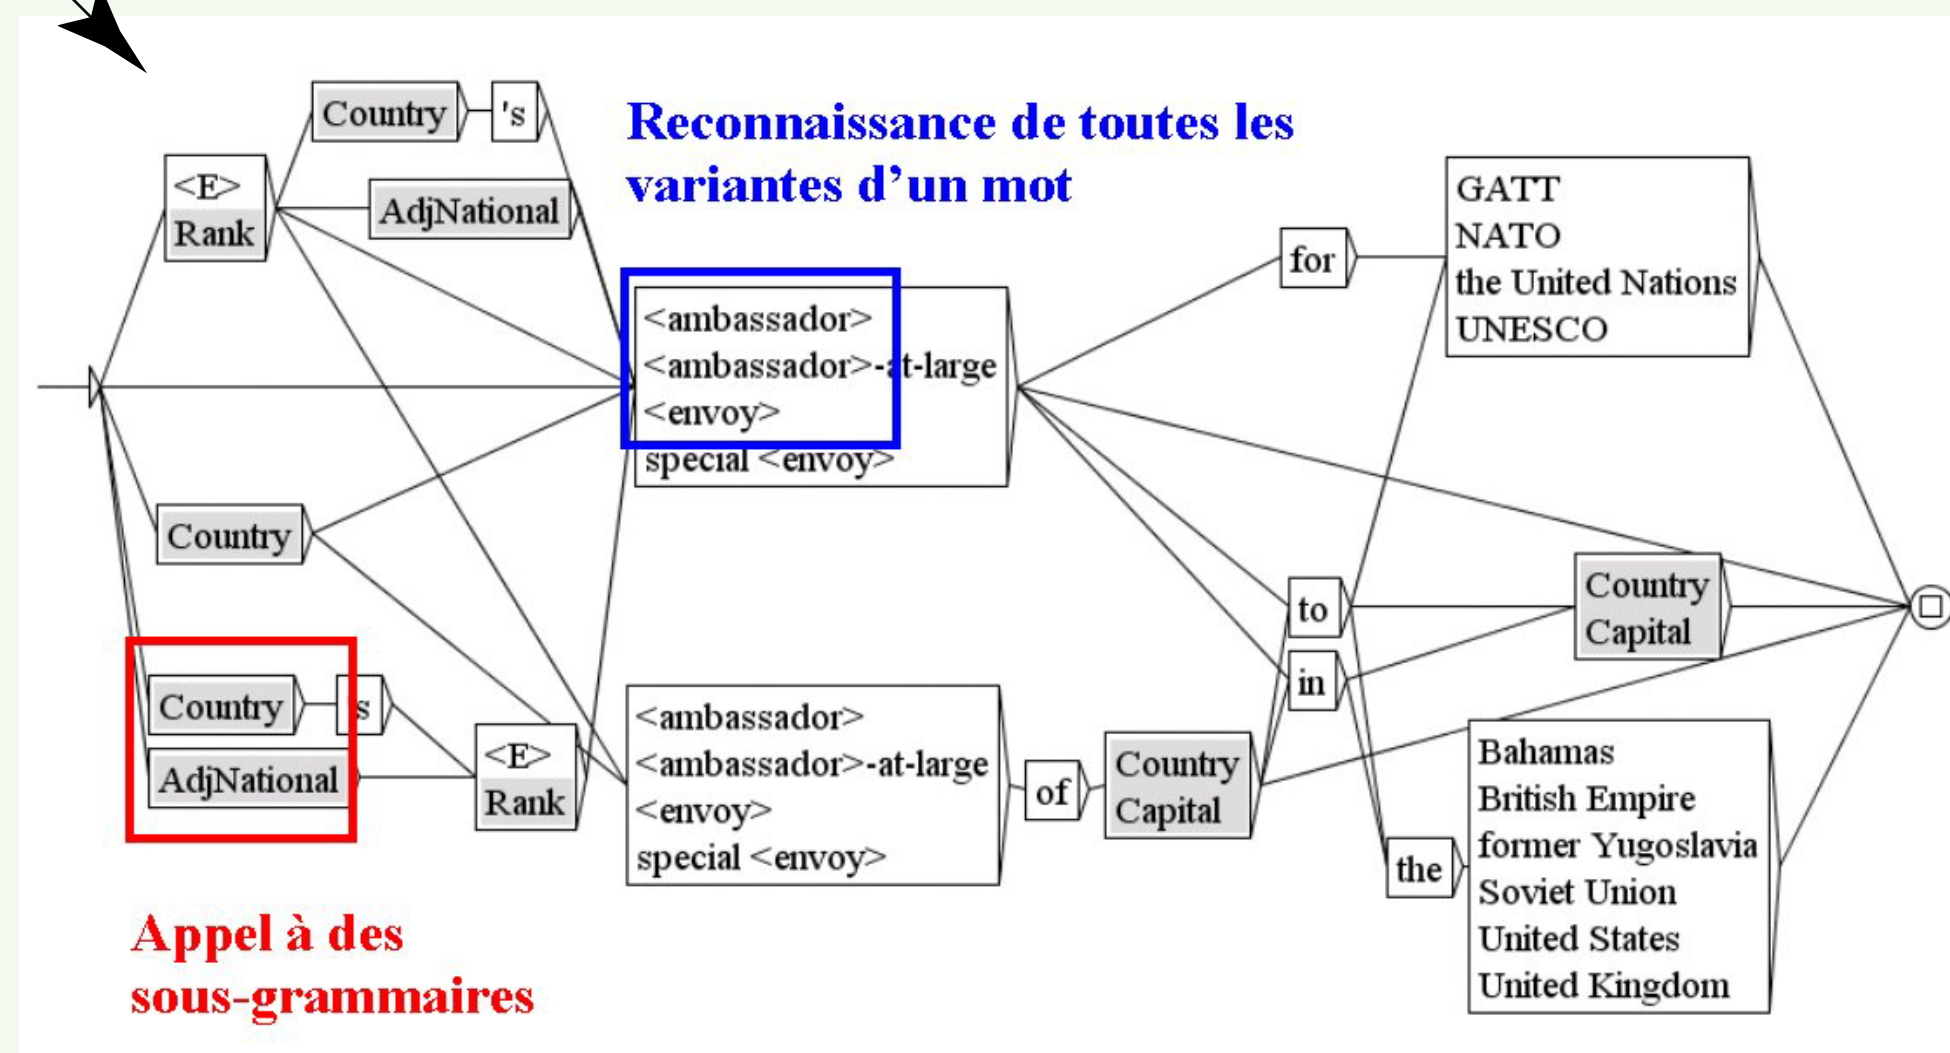 Country
's
Reconnaissance de toutes les
variantes d'un mot
<E>
Rank
AdjNational
GATT
NATO
the United Nations
UNESCO
for
<ambassador>
<ambassador>-at-large
<envoy>
special <envoy>
Country
to
in
Country
Capital
Country
's
AdjNational
<E>
Rank
<ambassador>
<ambassador>-at-large
<envoy>
special <envoy>
of
Country
Capital
the
Bahamas
British Empire
former Yugoslavia
Soviet Union
United States
United Kingdom
Appel à des
sous-grammaires